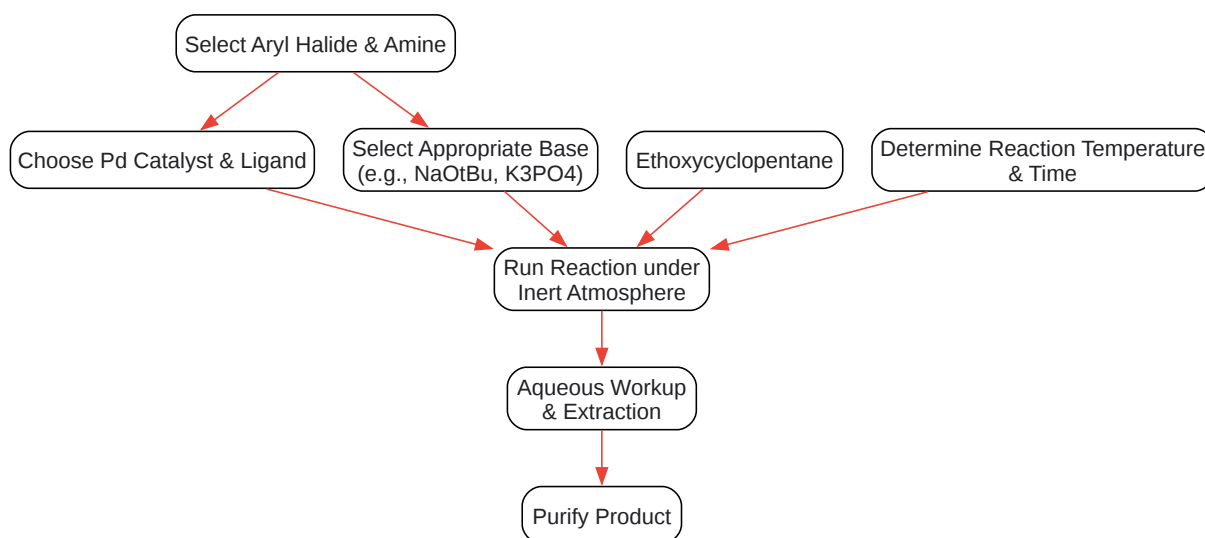 Select Aryl Halide & Amine
Choose Pd Catalyst & Ligand
Select Appropriate Base
(e.g., NaOtBu, K3PO4)
Ethoxycyclopentane
Determine Reaction Temperature
& Time
Run Reaction under
Inert Atmosphere
Aqueous Workup
& Extraction
Purify Product